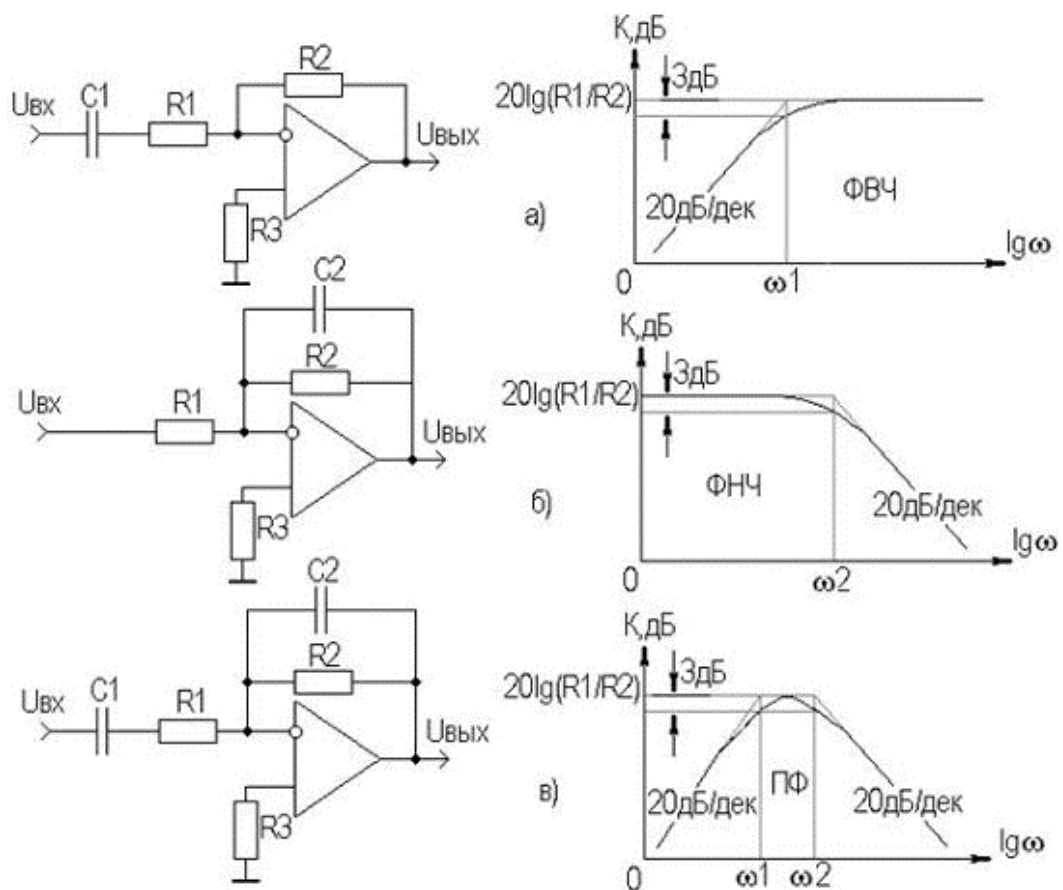 Uвх
C1
R1
R2
Uвых
R3
а)
К,дБ
20lg(R1/R2)
3дБ
20дБ/дек
ФВЧ
lgω
0
ω1
Uвх
R1
C2
R2
Uвых
R3
б)
К,дБ
20lg(R1/R2)
3дБ
ФНЧ
20дБ/дек
lgω
0
ω2
Uвх
C1
R1
C2
R2
Uвых
R3
в)
К,дБ
20lg(R1/R2)
3дБ
20дБ/дек
ПФ
20дБ/дек
lgω
0
ω1
ω2